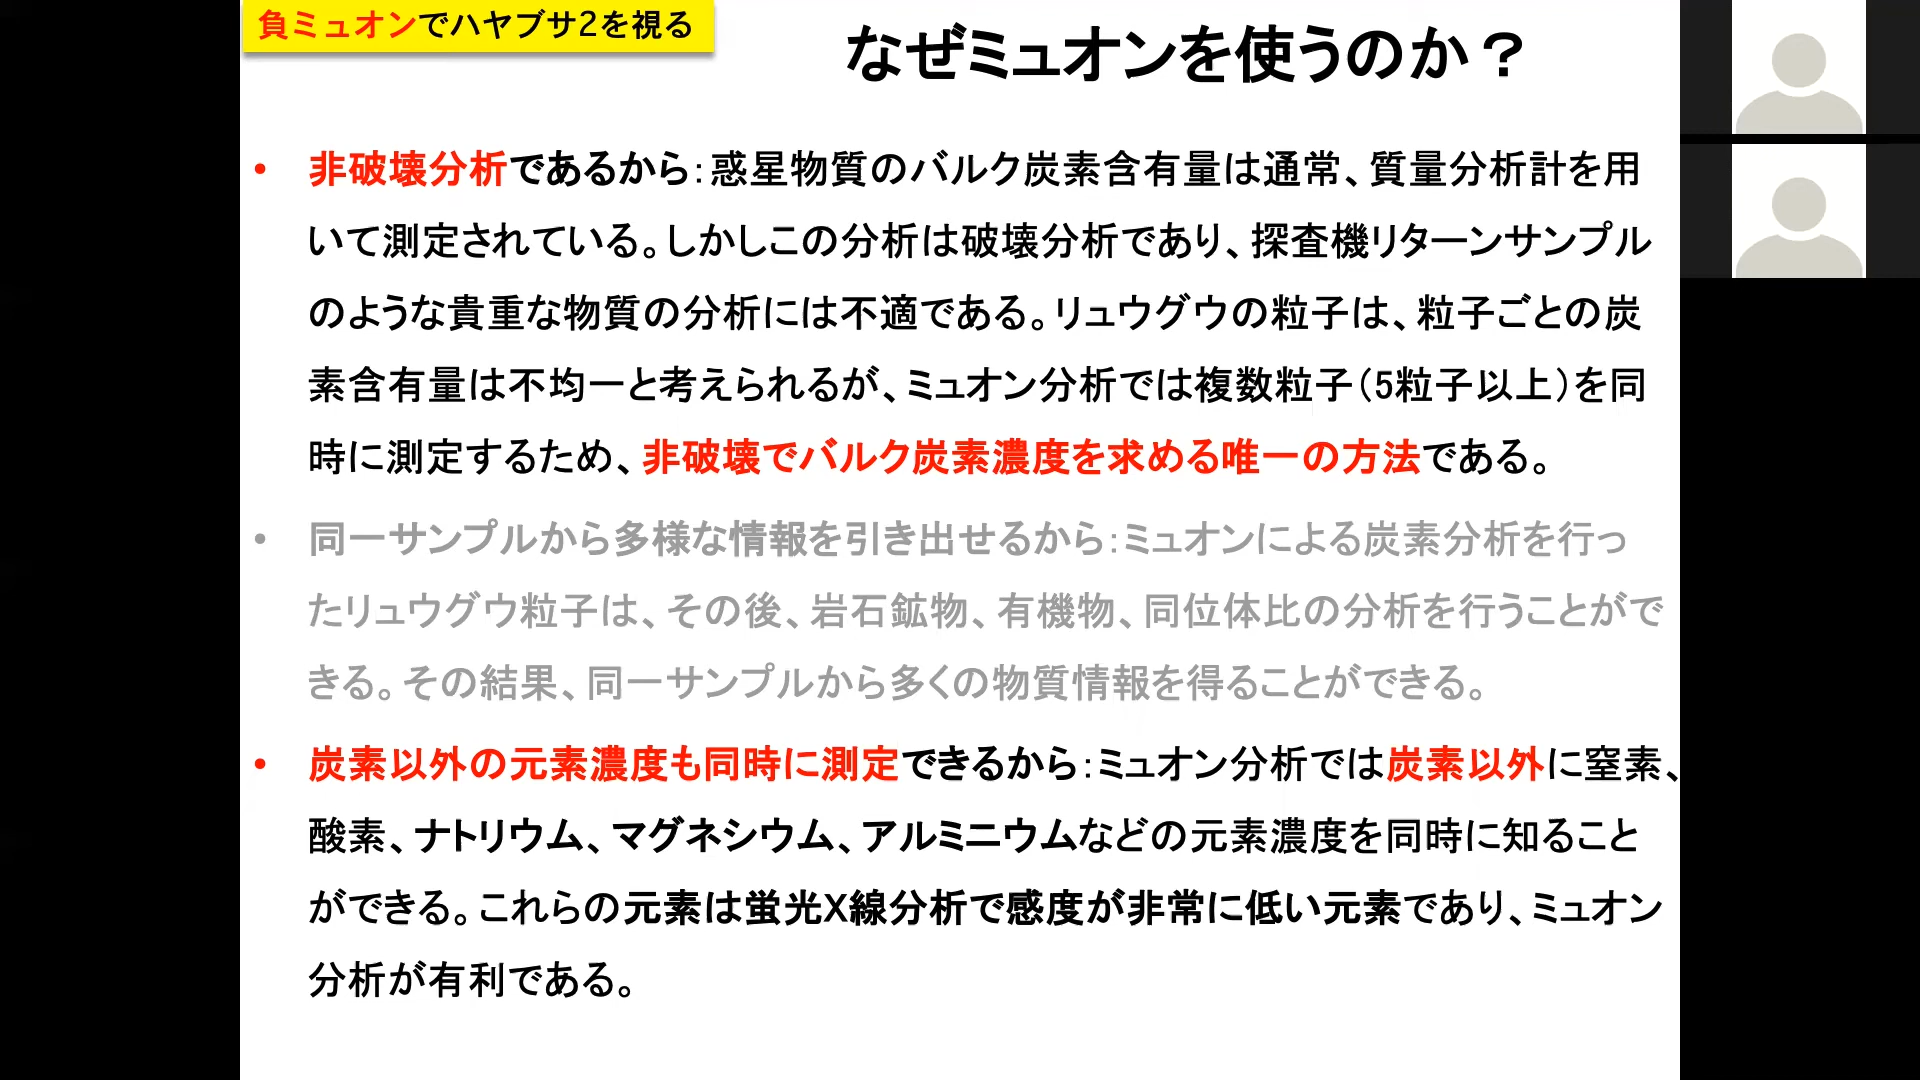 負ミュオンでハヤブサ2を視る
なぜミュオンを使うのか？
• 非破壊分析であるから：惑星物質のバルク炭素含有量は通常、質量分析計を用
いて測定されている。しかしこの分析は破壊分析であり、探査機リターンサンプル
のような貴重な物質の分析には不適である。リュウグウの粒子は、粒子ごとの炭
素含有量は不均一と考えられるが、ミュオン分析では複数粒子（5粒子以上）を同
時に測定するため、非破壊でバルク炭素濃度を求める唯一の方法である。
• 同一サンプルから多様な情報を引き出せるから：ミュオンによる炭素分析を行っ
たリュウグウ粒子は、その後、岩石鉱物、有機物、同位体比の分析を行うことがで
きる。その結果、同一サンプルから多くの物質情報を得ることができる。
• 炭素以外の元素濃度も同時に測定できるから：ミュオン分析では炭素以外に窒素、
酸素、ナトリウム、マグネシウム、アルミニウムなどの元素濃度を同時に知ること
ができる。これらの元素は蛍光X線分析で感度が非常に低い元素であり、ミュオン
分析が有利である。